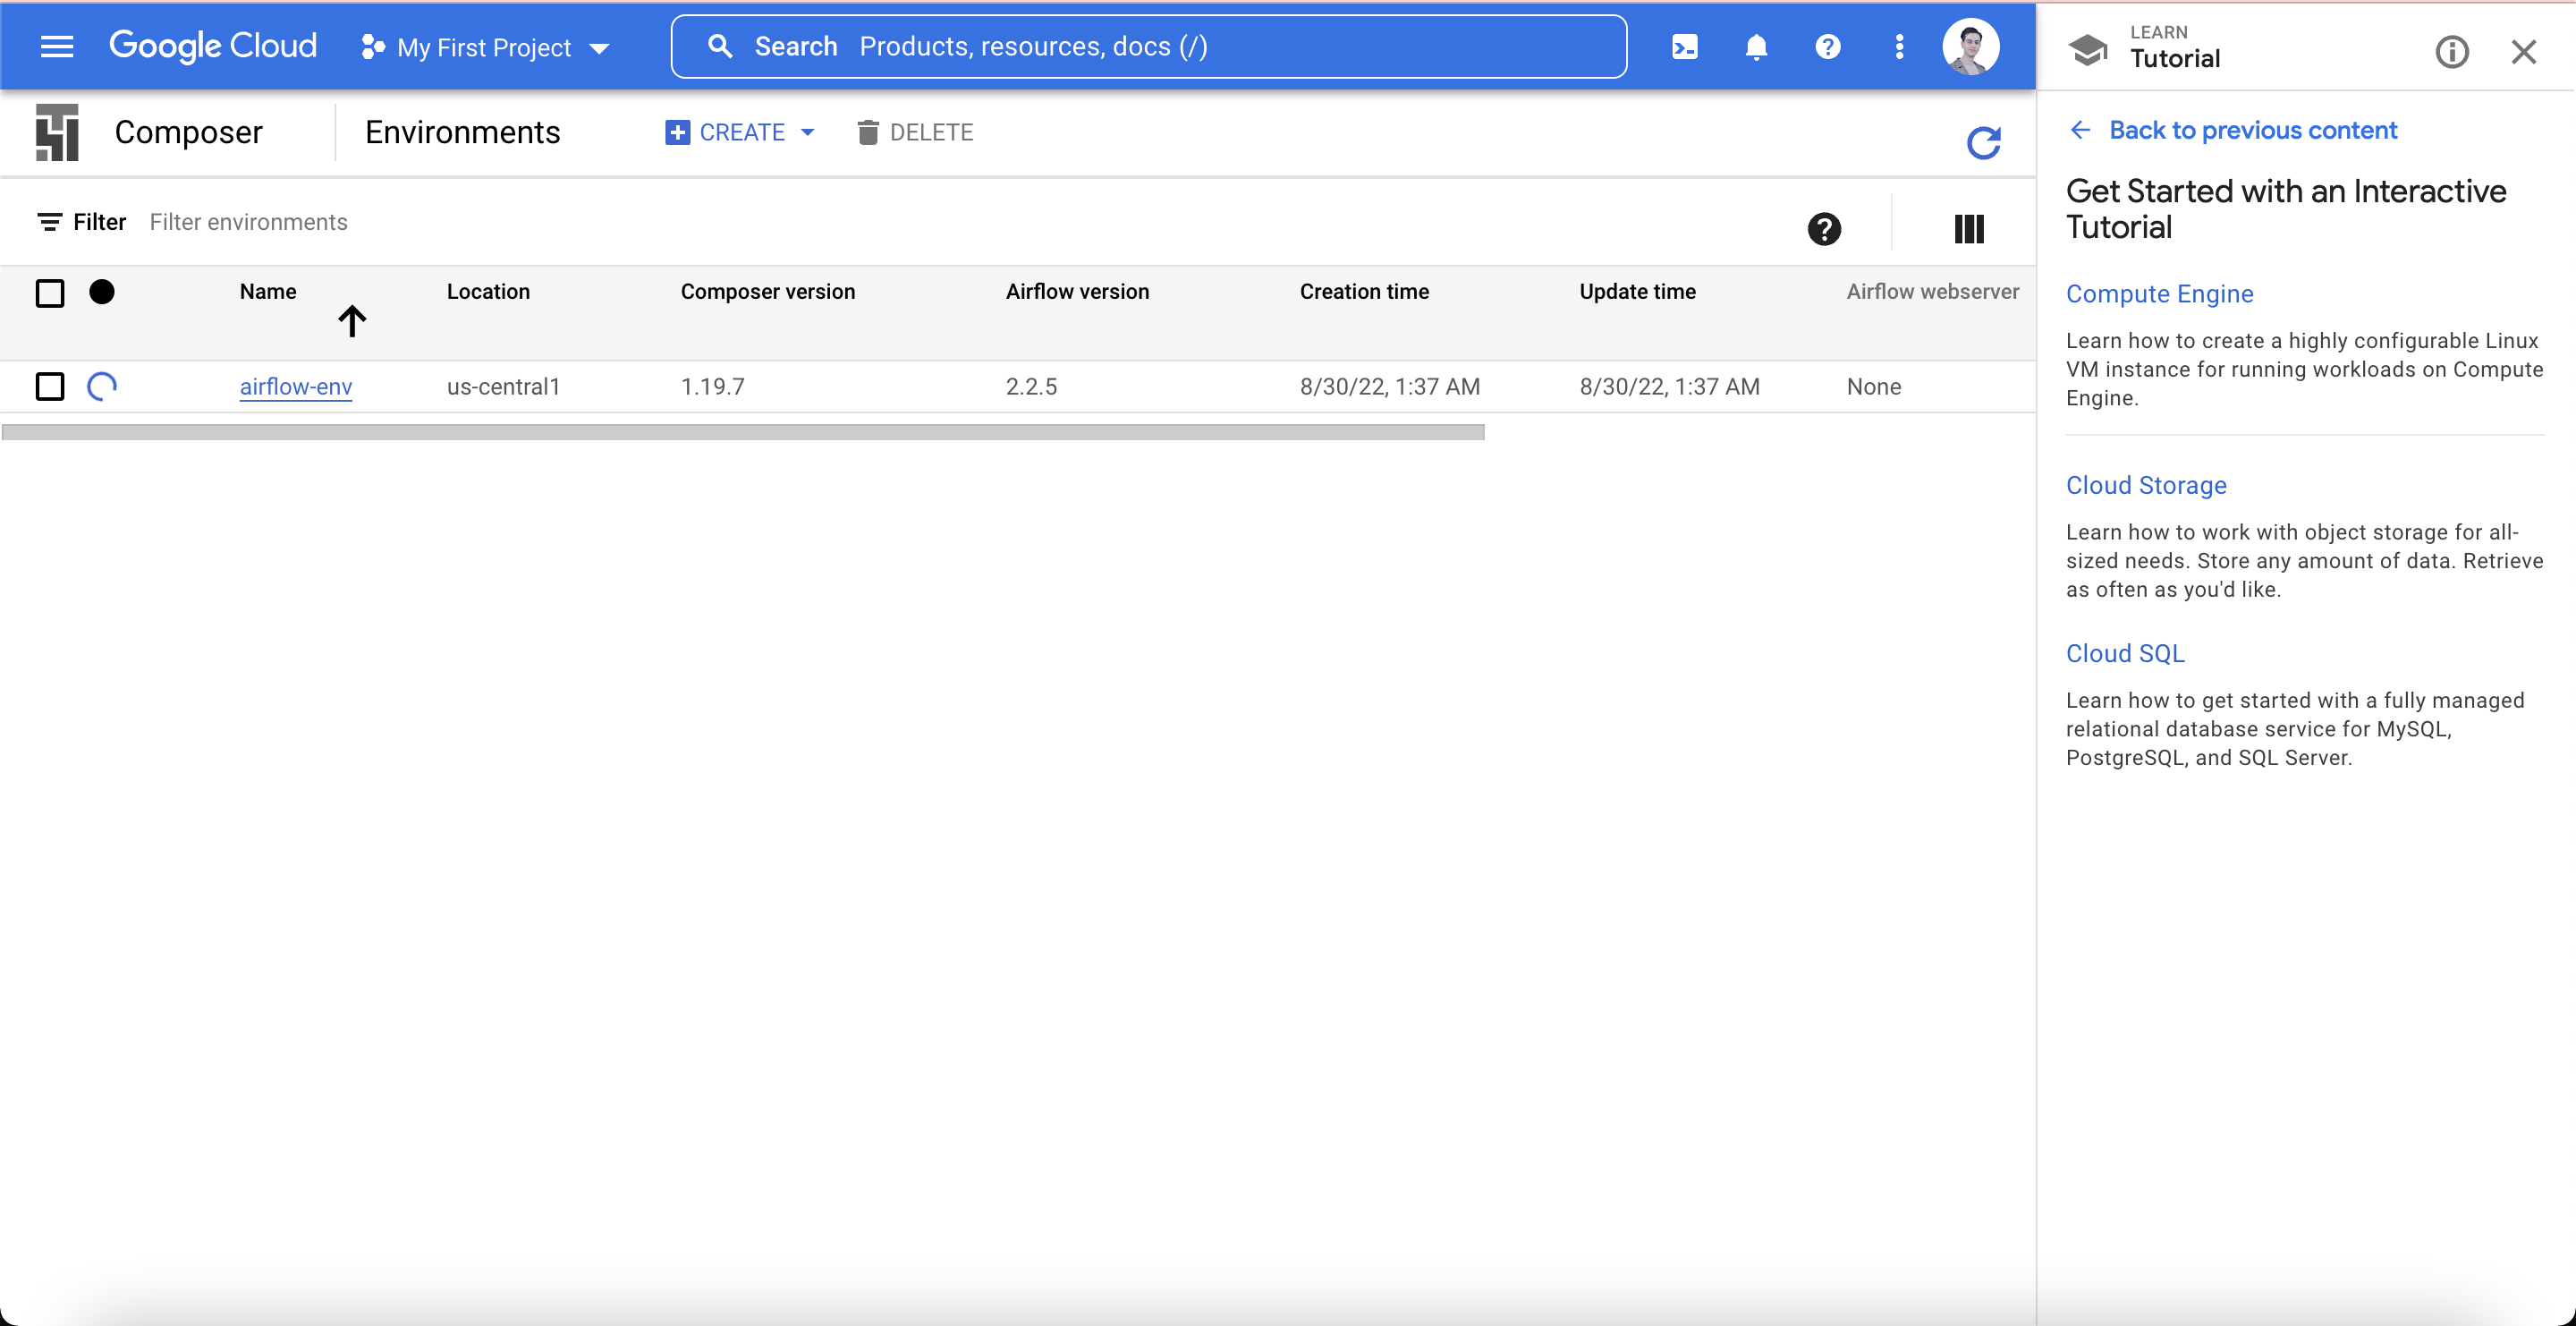 Google Cloud
My First Project
Search Products, resources, docs (/)
Composer
Environments
CREATE
DELETE
Filter Filter environments
Name Location Composer version Airflow version Creation time Update time Airflow webserver
airflow-env us-central1 1.19.7 2.2.5 8/30/22, 1:37 AM 8/30/22, 1:37 AM None
LEARN
Tutorial
Back to previous content
Get Started with an Interactive
Tutorial
Compute Engine
Learn how to create a highly configurable Linux
VM instance for running workloads on Compute
Engine.
Cloud Storage
Learn how to work with object storage for all-
sized needs. Store any amount of data. Retrieve
as often as you'd like.
Cloud SQL
Learn how to get started with a fully managed
relational database service for MySQL,
PostgreSQL, and SQL Server.